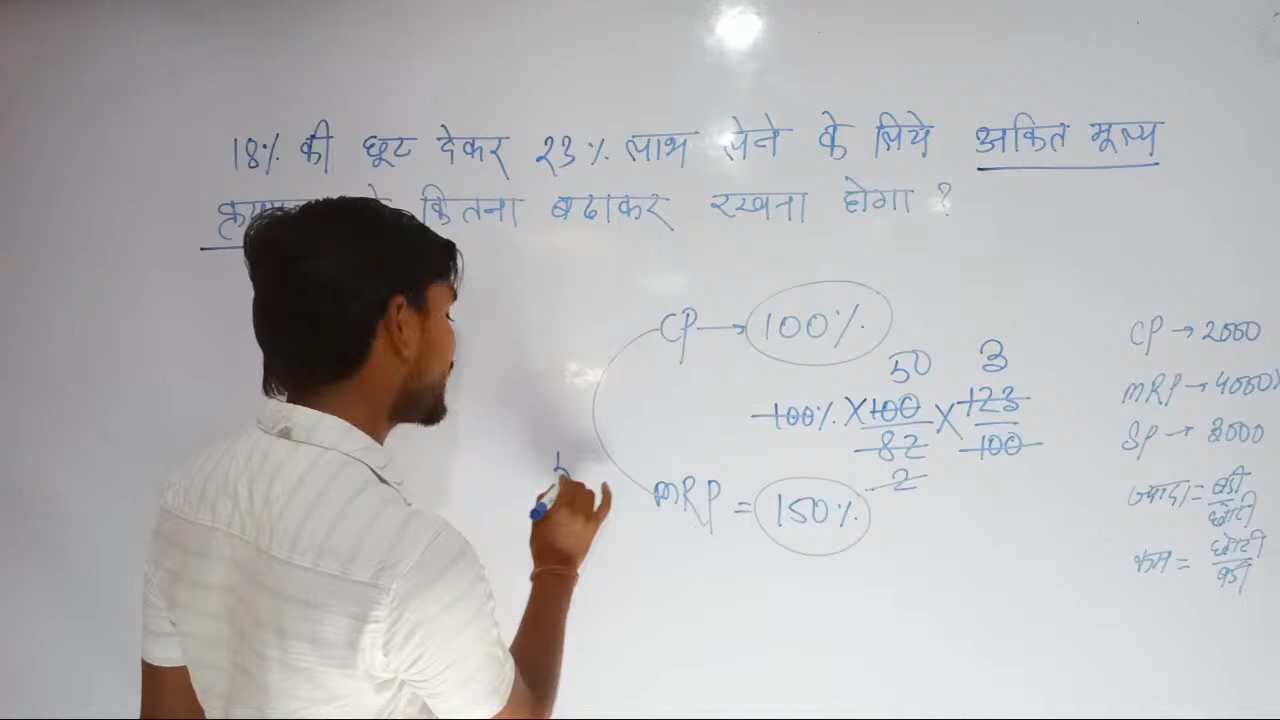 18% की छूट देकर 23% लाभ लेने के लिये अंकित मूल्य
कितना बढाकर रखना होगा ?
CP → 100%
50 3
100% × 100 × 123
82 100
2
MRP = 150%
CP → 2000
MRP → 4000
SP → 3000
ज्यादा = बडी
छोटी
कम = छोटी
बडी